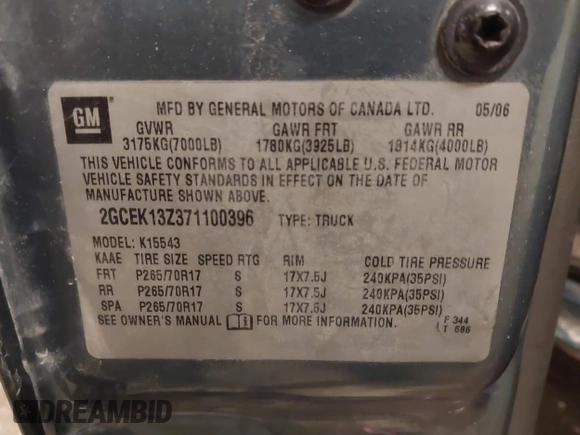 GM
MFD BY GENERAL MOTORS OF CANADA LTD. 05/06
GVWR GAWR FRT GAWR RR
3175KG(7000LB) 1780KG(3925LB) 1814KG(4000LB)
THIS VEHICLE CONFORMS TO ALL APPLICABLE U.S. FEDERAL MOTOR
VEHICLE SAFETY STANDARDS IN EFFECT ON THE DATE OF
MANUFACTURE SHOWN ABOVE.
2GCEK13Z371100396 TYPE: TRUCK
MODEL: K15543
KAAE TIRE SIZE SPEED RTG RIM COLD TIRE PRESSURE
FRT P265/70R17 S 17X7.5J 240KPA(35PSI)
RR P265/70R17 S 17X7.5J 240KPA(35PSI)
SPA P265/70R17 S 17X7.5J 240KPA(35PSI)
SEE OWNER'S MANUAL FOR MORE INFORMATION. F 344
T 686
DREAMBID